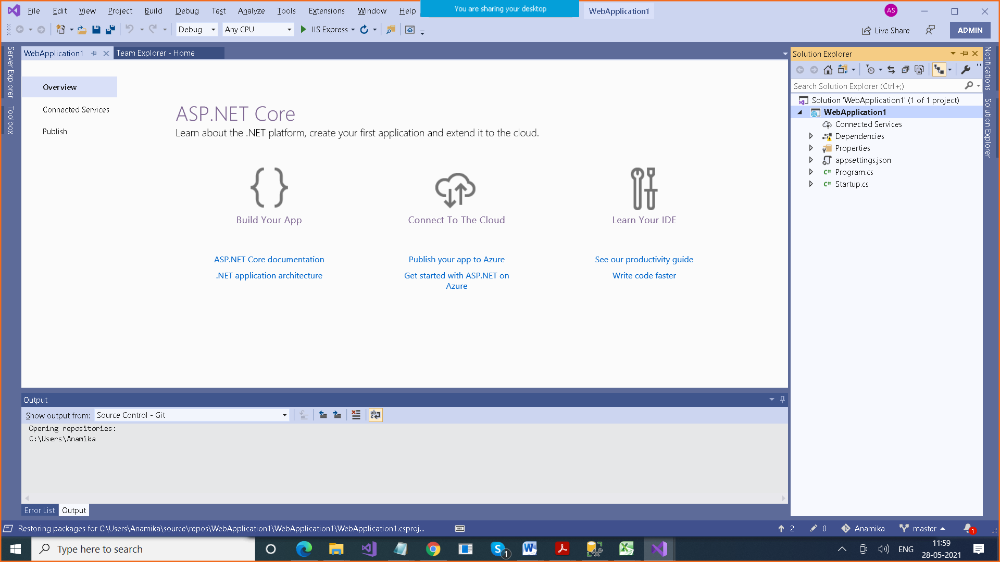 File Edit View Project Build Debug Test Analyze Tools Extensions Window Help
You are sharing your desktop
WebApplication1
AS
Debug Any CPU IIS Express
Live Share
ADMIN
Server Explorer
Toolbox
WebApplication1
Team Explorer - Home
Overview
Connected Services
Publish
ASP.NET Core
Learn about the .NET platform, create your first application and extend it to the cloud.
Build Your App
Connect To The Cloud
Learn Your IDE
ASP.NET Core documentation
.NET application architecture
Publish your app to Azure
Get started with ASP.NET on
Azure
See our productivity guide
Write code faster
Solution Explorer
Search Solution Explorer (Ctrl+;)
Solution 'WebApplication1' (1 of 1 project)
WebApplication1
Connected Services
Dependencies
Properties
appsettings.json
C# Program.cs
C# Startup.cs
Notifications
Solution Explorer
Output
Show output from: Source Control - Git
Opening repositories:
C:\Users\Anamika
Error List Output
Restoring packages for C:\Users\Anamika\source\repos\WebApplication1\WebApplication1\WebApplication1.csproj...
2 0 Anamika master 1
Type here to search
1
ENG
11:59
28-05-2021